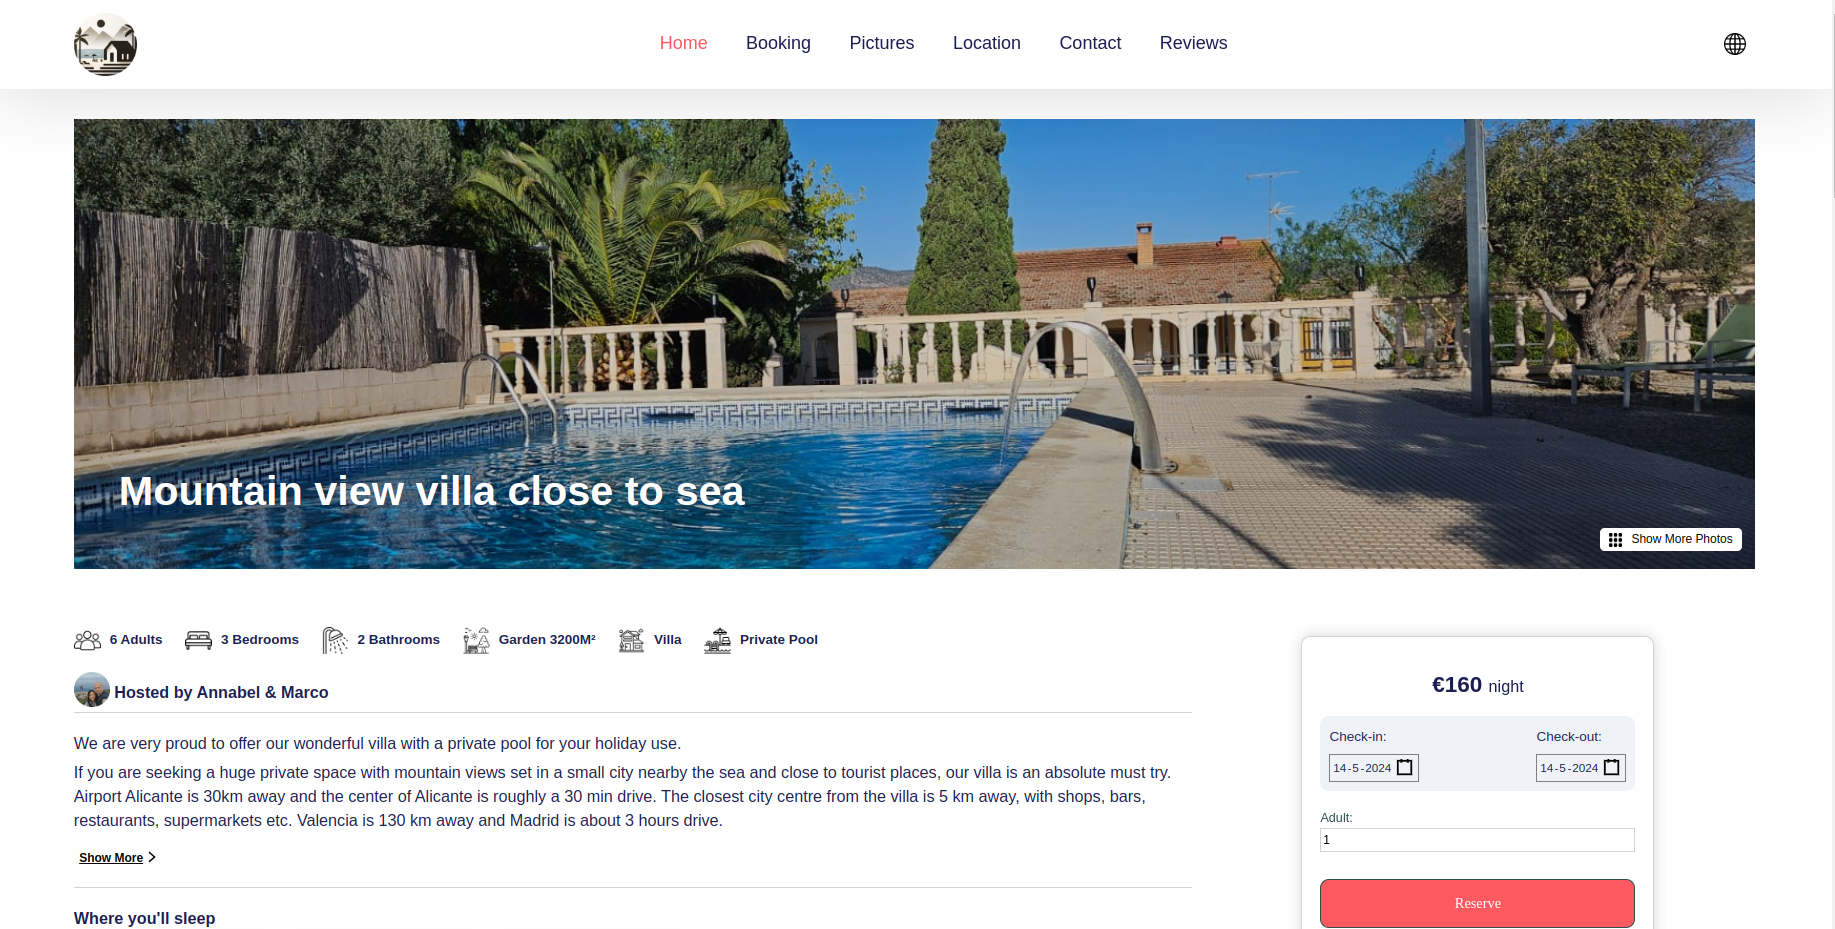 Home Booking Pictures Location Contact Reviews
Mountain view villa close to sea
Show More Photos
6 Adults 3 Bedrooms 2 Bathrooms Garden 3200M² Villa Private Pool
Hosted by Annabel & Marco
We are very proud to offer our wonderful villa with a private pool for your holiday use.
If you are seeking a huge private space with mountain views set in a small city nearby the sea and close to tourist places, our villa is an absolute must try.
Airport Alicante is 30km away and the center of Alicante is roughly a 30 min drive. The closest city centre from the villa is 5 km away, with shops, bars,
restaurants, supermarkets etc. Valencia is 130 km away and Madrid is about 3 hours drive.
Show More
Where you'll sleep
€160 night
Check-in: Check-out:
14-5-2024 14-5-2024
Adult:
1
Reserve